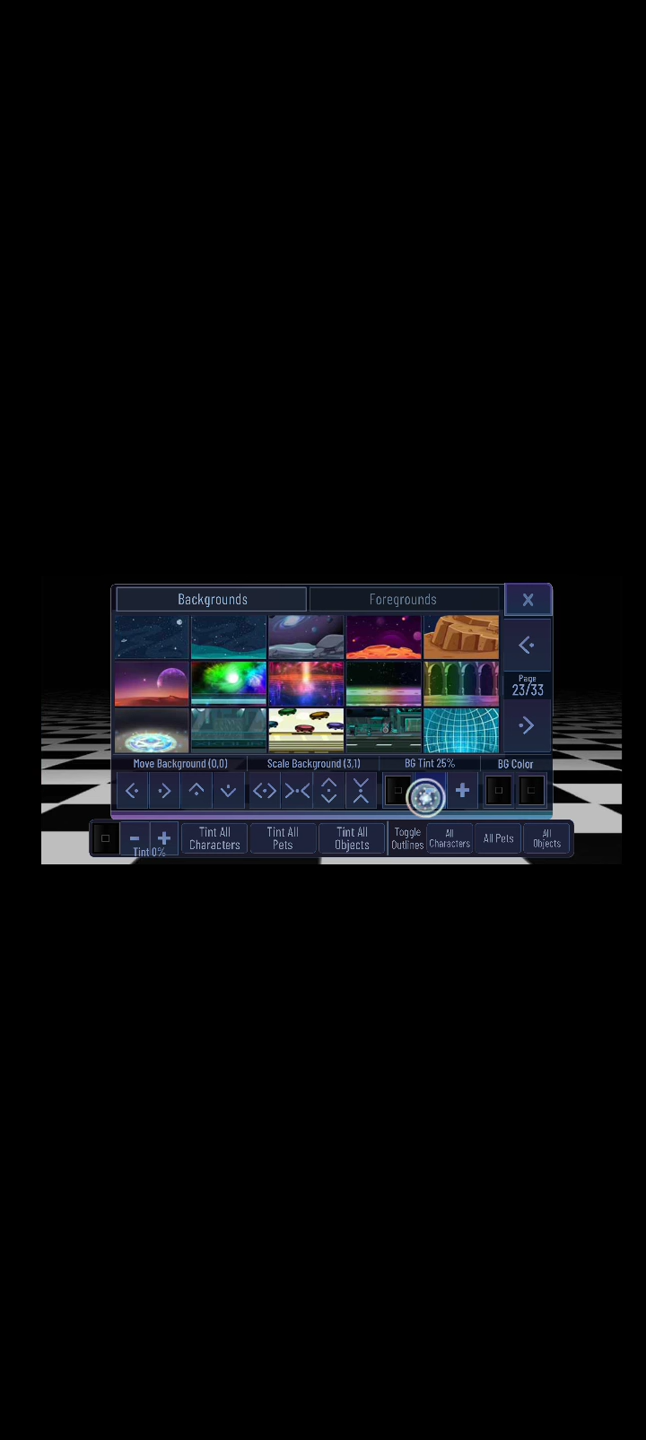 Backgrounds
Foregrounds
X
Page
23/33
Move Background (0,0)
Scale Background (3,1)
BG Tint 25%
BG Color
Tint 0%
Tint All
Characters
Tint All
Pets
Tint All
Objects
Toggle
Outlines
All
Characters
All Pets
All
Objects